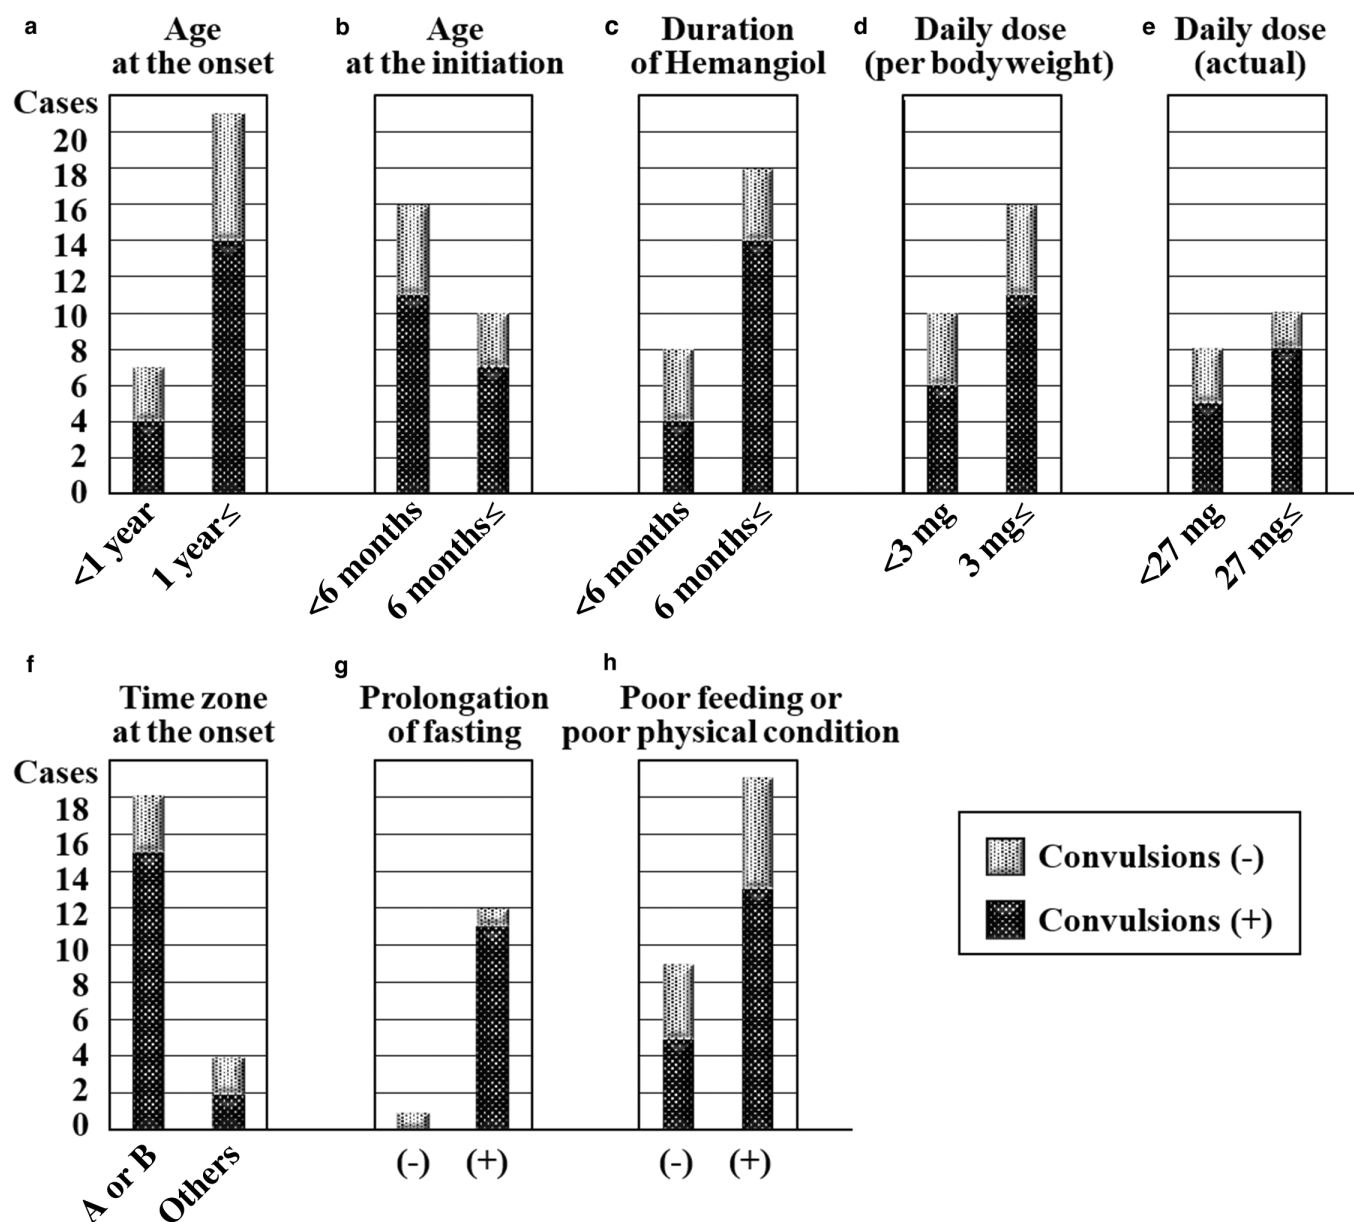 a
Age
at the onset
b
Age
at the initiation
c
Duration
of Hemangiol
d
Daily dose
(per bodyweight)
e
Daily dose
(actual)
Cases
20
18
16
14
12
10
8
6
4
2
0
<1 year
1 year≤
<6 months
6 months≤
<6 months
6 months≤
<3 mg
3 mg≤
<27 mg
27 mg≤
f
Time zone
at the onset
g
Prolongation
of fasting
h
Poor feeding or
poor physical condition
Cases
18
16
14
12
10
8
6
4
2
0
A or B
Others
(-)
(+)
(-)
(+)
Convulsions (-)
Convulsions (+)